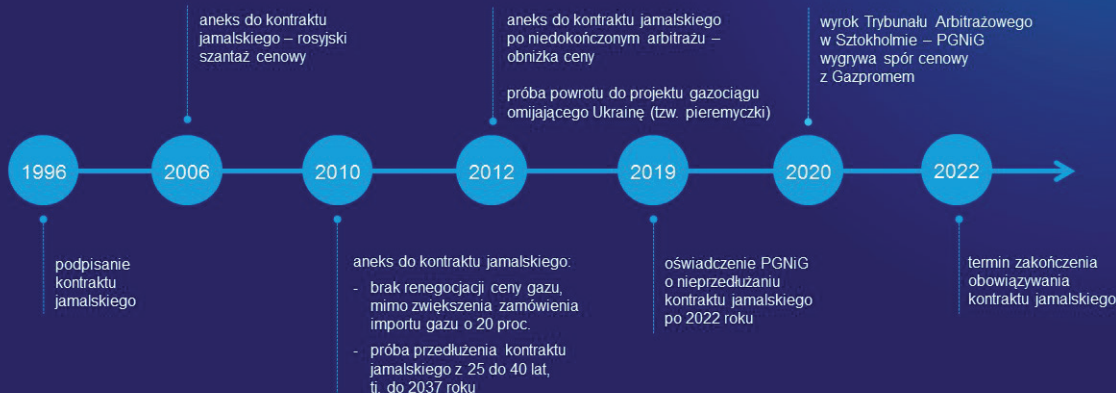 aneks do kontraktu
jamalskiego – rosyjski
szantaż cenowy
aneks do kontraktu jamalskiego
po niedokończonym arbitrażu –
obniżka ceny
próba powrotu do projektu gazociągu
omijającego Ukrainę (tzw. pieremyczki)
wyrok Trybunału Arbitrażowego
w Sztokholmie – PGNiG
wygrywa spór cenowy
z Gazpromem
1996
2006
2010
2012
2019
2020
2022
podpisanie
kontraktu
jamalskiego
aneks do kontraktu jamalskiego:
- brak renegocjacji ceny gazu,
mimo zwiększenia zamówienia
importu gazu o 20 proc.
- próba przedłużenia kontraktu
jamalskiego z 25 do 40 lat,
tj. do 2037 roku
oświadczenie PGNiG
o nieprzedłużaniu
kontraktu jamalskiego
po 2022 roku
termin zakończenia
obowiązywania
kontraktu jamalskiego